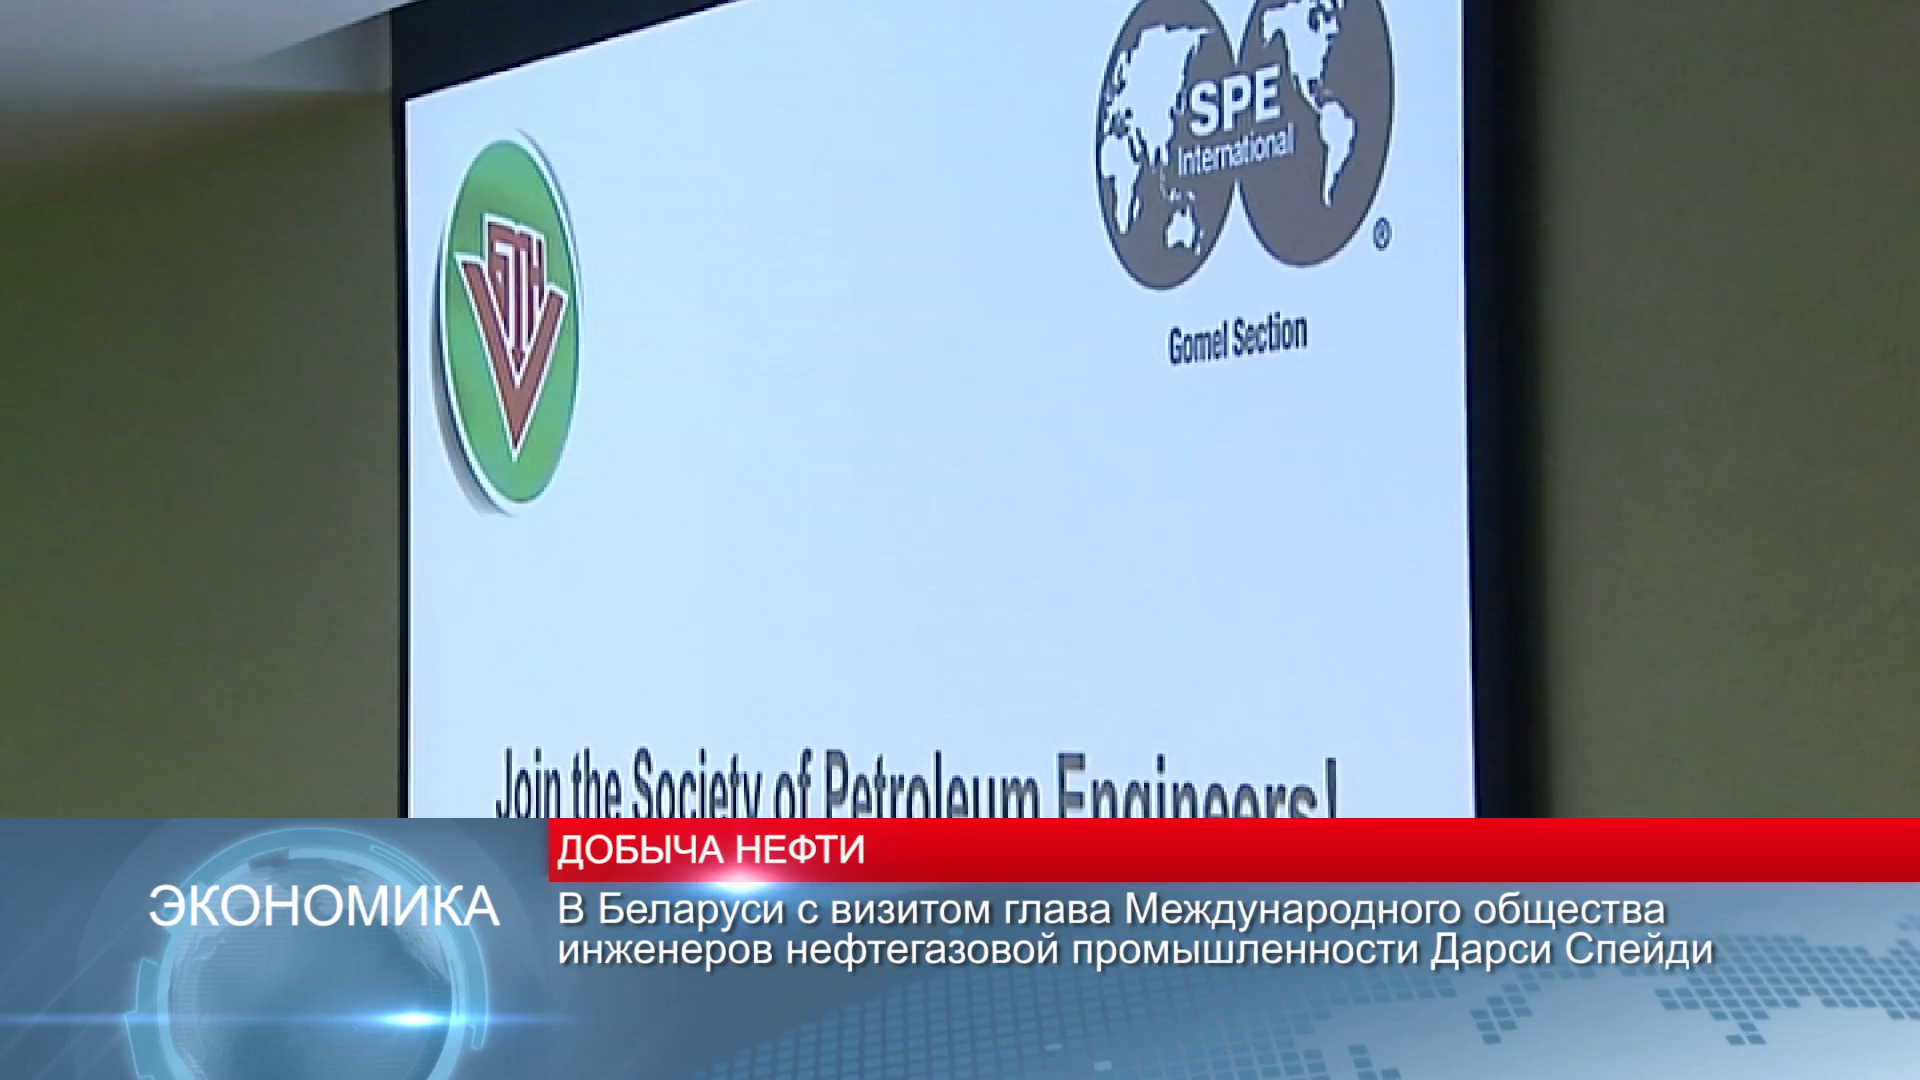 SPE
International
®
Gomel Section
Join the Society of Petroleum Engineers!
ЭКОНОМИКА
ДОБЫЧА НЕФТИ
В Беларуси с визитом глава Международного общества
инженеров нефтегазовой промышленности Дарси Спейди